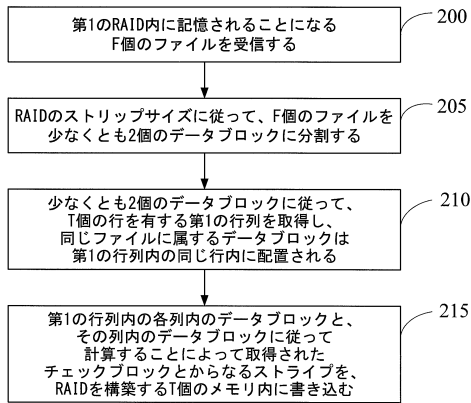 第1のRAID内に記憶されることになる
F個のファイルを受信する
200
RAIDのストリップサイズに従って、F個のファイルを
少なくとも2個のデータブロックに分割する
205
少なくとも2個のデータブロックに従って、
T個の行を有する第1の行列を取得し、
同じファイルに属するデータブロックは
第1の行列内の同じ行内に配置される
210
第1の行列内の各列内のデータブロックと、
その列内のデータブロックに従って
計算することによって取得された
チェックブロックとからなるストライプを、
RAIDを構築するT個のメモリ内に書き込む
215